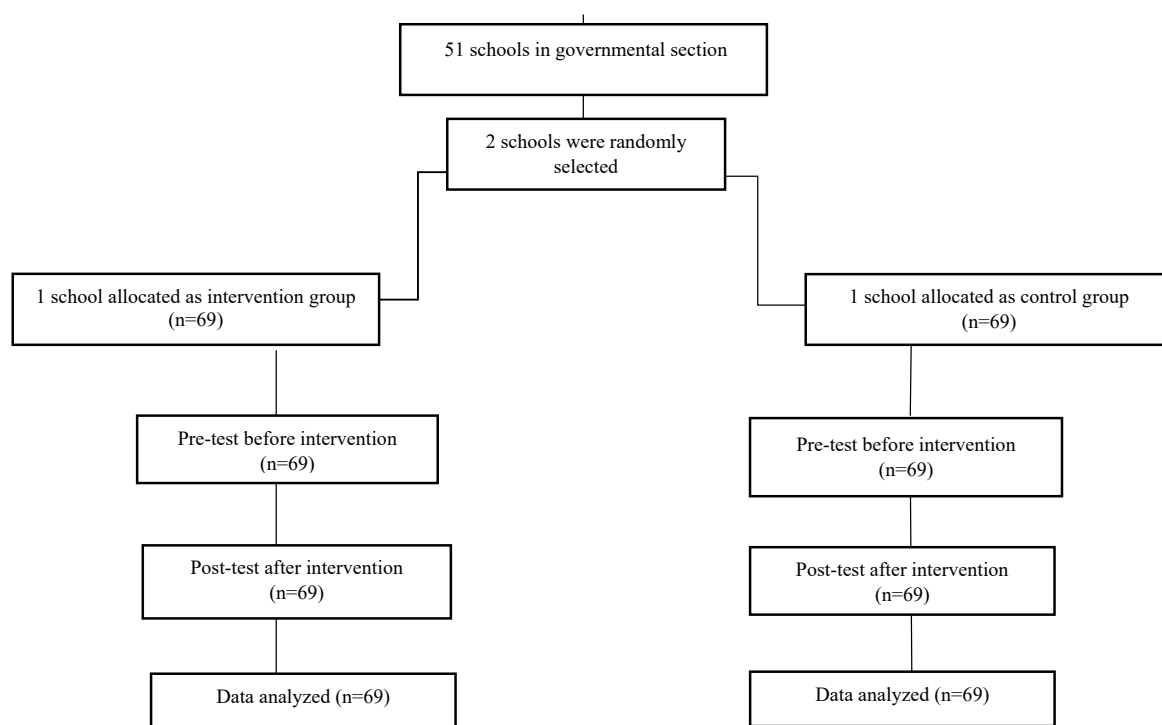 51 schools in governmental section
2 schools were randomly
selected
1 school allocated as intervention group
(n=69)
1 school allocated as control group
(n=69)
Pre-test before intervention
(n=69)
Pre-test before intervention
(n=69)
Post-test after intervention
(n=69)
Post-test after intervention
(n=69)
Data analyzed (n=69)
Data analyzed (n=69)